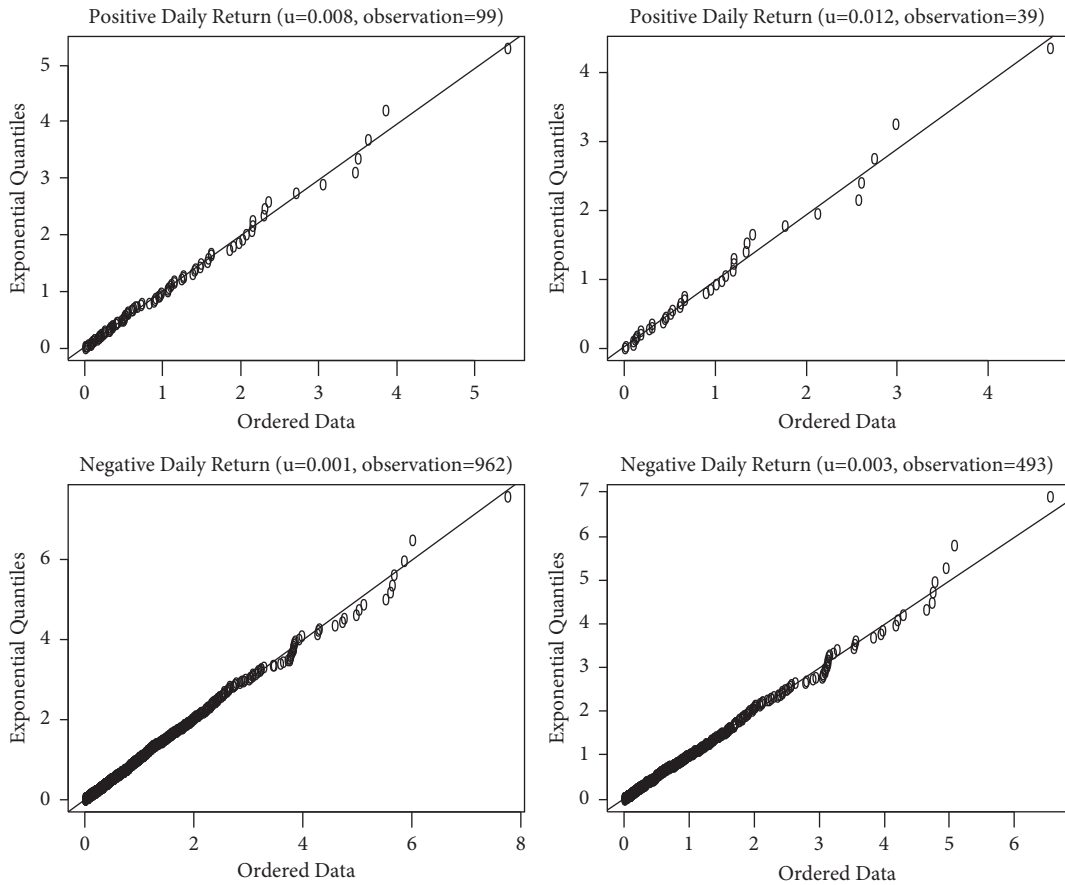 Positive Daily Return (u=0.008, observation=99)
Exponential Quantiles
5
4
3
2
1
0
0 1 2 3 4 5
Ordered Data
Positive Daily Return (u=0.012, observation=39)
Exponential Quantiles
4
3
2
1
0
0 1 2 3 4
Ordered Data
Negative Daily Return (u=0.001, observation=962)
Exponential Quantiles
6
4
2
0
0 2 4 6 8
Ordered Data
Negative Daily Return (u=0.003, observation=493)
Exponential Quantiles
7
6
5
4
3
2
1
0
0 1 2 3 4 5 6
Ordered Data